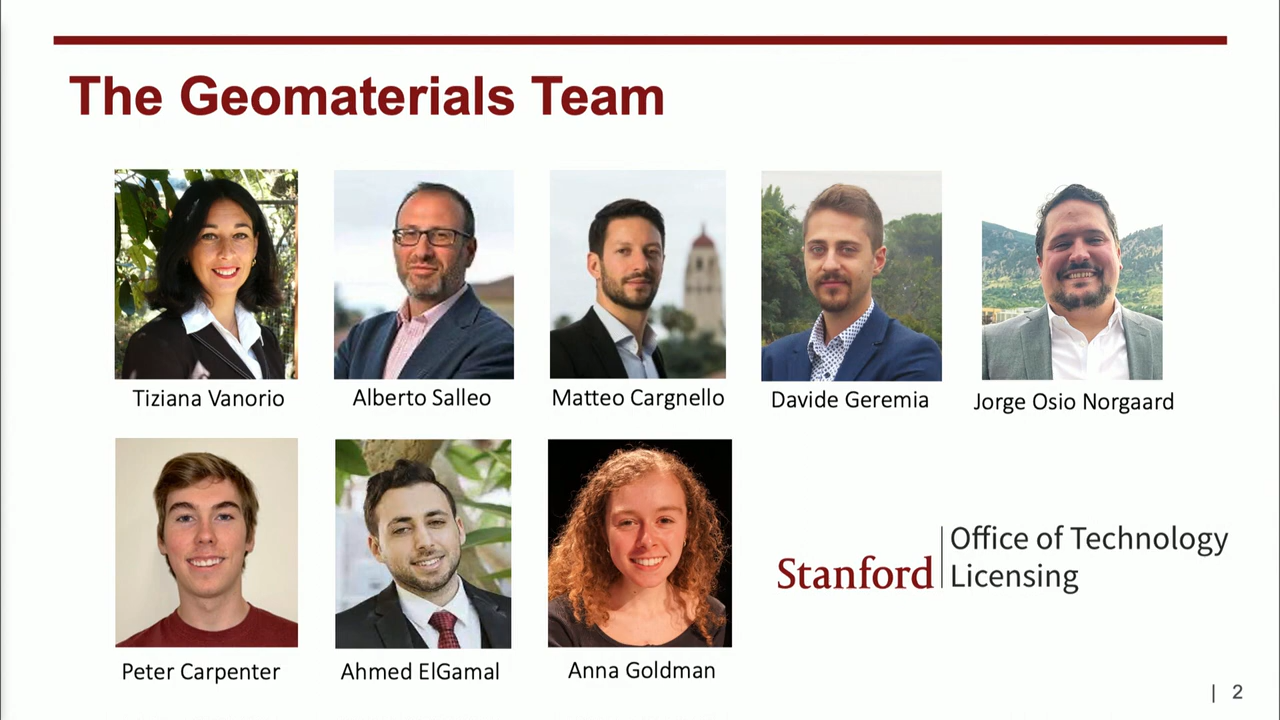 The Geomaterials Team
Tiziana Vanorio
Alberto Salleo
Matteo Cargnello
Davide Geremia
Jorge Osio Norgaard
Peter Carpenter
Ahmed ElGamal
Anna Goldman
Stanford
Office of Technology
Licensing
| 2